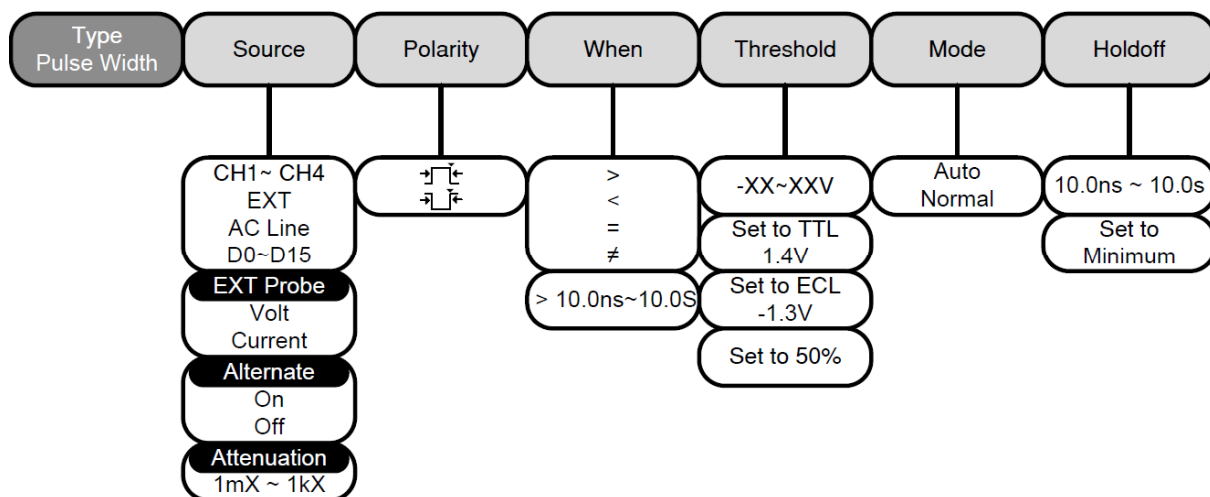 Type
Pulse Width
Source
Polarity
When
Threshold
Mode
Holdoff
CH1~ CH4
EXT
AC Line
D0~D15
EXT Probe
Volt
Current
Alternate
On
Off
Attenuation
1mX ~ 1kX
>
<
=
≠
> 10.0ns~10.0S
-XX~XXV
Set to TTL
1.4V
Set to ECL
-1.3V
Set to 50%
Auto
Normal
10.0ns ~ 10.0s
Set to
Minimum